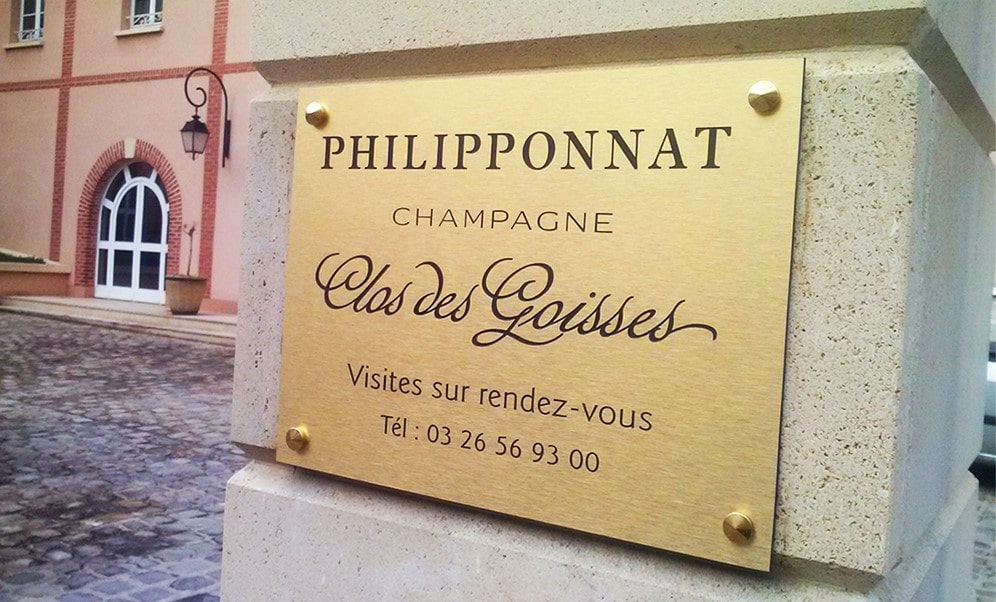 PHILIPPONNAT
CHAMPAGNE
Clos des Goisses
Visites sur rendez-vous
Tél : 03 26 56 93 00